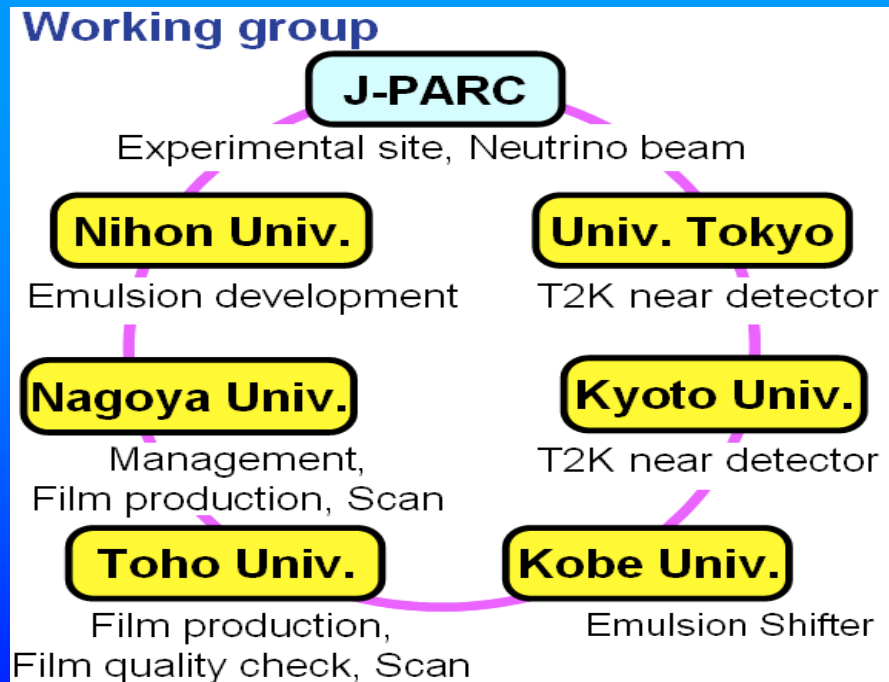 Working group
J-PARC
Experimental site, Neutrino beam
Nihon Univ.
Emulsion development
Univ. Tokyo
T2K near detector
Nagoya Univ.
Management,
Film production, Scan
Kyoto Univ.
T2K near detector
Toho Univ.
Film production,
Film quality check, Scan
Kobe Univ.
Emulsion Shifter